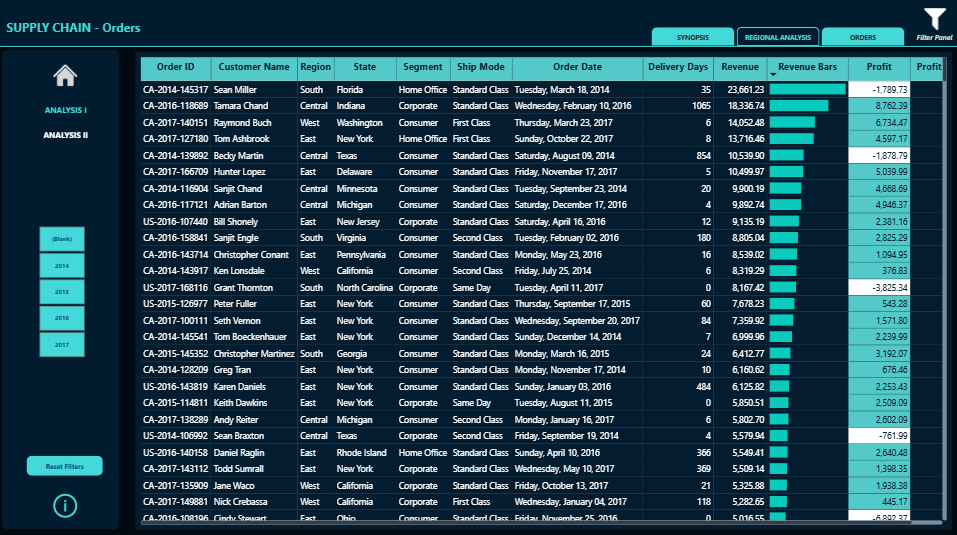 SUPPLY CHAIN - Orders
SYNOPSIS REGIONAL ANALYSIS ORDERS Filter Panel
ANALYSIS I
ANALYSIS II
(Blank)
2014
2015
2016
2017
Reset Filters
Order ID Customer Name Region State Segment Ship Mode Order Date Delivery Days Revenue Revenue Bars Profit Profit
CA-2014-145317 Sean Miller South Florida Home Office Standard Class Tuesday, March 18, 2014 35 23,661.23 -1,789.73
CA-2016-118689 Tamara Chand Central Indiana Corporate Standard Class Wednesday, February 10, 2016 1065 18,336.74 8,762.39
CA-2017-140151 Raymond Buch West Washington Consumer First Class Thursday, March 23, 2017 6 14,052.48 6,734.47
CA-2017-127180 Tom Ashbrook East New York Home Office First Class Sunday, October 22, 2017 8 13,716.46 4,597.17
CA-2014-139892 Becky Martin Central Texas Consumer Standard Class Saturday, August 09, 2014 854 10,539.90 -1,878.79
CA-2017-166709 Hunter Lopez East Delaware Consumer Standard Class Friday, November 17, 2017 5 10,499.97 5,039.99
CA-2014-116904 Sanjit Chand Central Minnesota Consumer Standard Class Tuesday, September 23, 2014 20 9,900.19 4,668.69
CA-2016-117121 Adrian Barton Central Michigan Consumer Standard Class Saturday, December 17, 2016 4 9,892.74 4,946.37
US-2016-107440 Bill Shonely East New Jersey Corporate Standard Class Saturday, April 16, 2016 12 9,135.19 2,381.16
CA-2016-158841 Sanjit Engle South Virginia Consumer Second Class Tuesday, February 02, 2016 180 8,805.04 2,825.29
CA-2016-143714 Christopher Conant East Pennsylvania Consumer Standard Class Monday, May 23, 2016 16 8,539.02 1,094.95
CA-2014-143917 Ken Lonsdale West California Consumer Second Class Friday, July 25, 2014 6 8,319.29 376.83
US-2017-168116 Grant Thornton South North Carolina Corporate Same Day Tuesday, April 11, 2017 0 8,167.42 -3,825.34
US-2015-126977 Peter Fuller East New York Consumer Standard Class Thursday, September 17, 2015 60 7,678.23 543.28
CA-2017-100111 Seth Vernon East New York Consumer Standard Class Wednesday, September 20, 2017 84 7,359.92 1,571.80
CA-2014-145541 Tom Boeckenhauer East New York Consumer Standard Class Sunday, December 14, 2014 7 6,999.96 2,239.99
CA-2015-145352 Christopher Martinez South Georgia Consumer Standard Class Monday, March 16, 2015 24 6,412.77 3,192.07
CA-2014-128209 Greg Tran East New York Consumer Standard Class Monday, November 17, 2014 10 6,160.62 676.46
US-2016-143819 Karen Daniels East New York Consumer Standard Class Sunday, January 03, 2016 484 6,125.82 2,253.43
CA-2015-114811 Keith Dawkins East New York Corporate Same Day Tuesday, August 11, 2015 0 5,850.51 2,509.09
CA-2017-138289 Andy Reiter Central Michigan Consumer Second Class Monday, January 16, 2017 6 5,802.70 2,602.09
US-2014-106992 Sean Braxton Central Texas Corporate Second Class Friday, September 19, 2014 4 5,579.94 -761.99
US-2016-140158 Daniel Raglin East Rhode Island Home Office Standard Class Sunday, April 10, 2016 366 5,549.41 2,640.48
CA-2017-143112 Todd Sumrall East New York Corporate Standard Class Wednesday, May 10, 2017 369 5,509.14 1,398.35
CA-2017-135909 Jane Waco West California Corporate Standard Class Friday, October 13, 2017 21 5,325.88 1,938.38
CA-2017-149881 Nick Crebassa West California Corporate First Class Wednesday, January 04, 2017 118 5,282.65 445.17
CA-2016-108196 Cindy Stewart East Ohio Consumer Standard Class Friday, November 25, 2016 0 5,016.55 -6,892.37